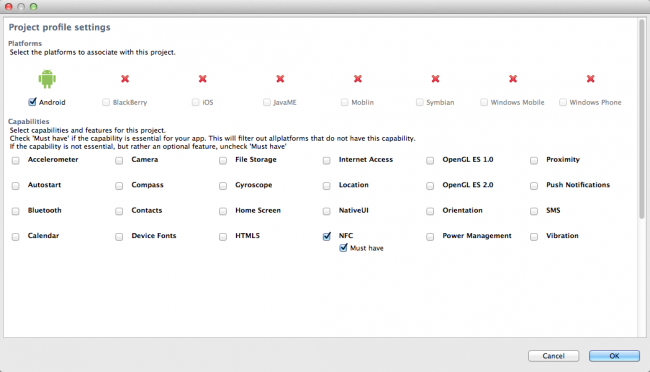 Project profile settings
Platforms
Select the platforms to associate with this project.
Android BlackBerry iOS JavaME Moblin Symbian Windows Mobile Windows Phone
Capabilities
Select capabilities and features for this project.
Check 'Must have' if the capability is essential for your app. This will filter out allplatforms that do not have this capability.
If the capability is not essential, but rather an optional feature, uncheck 'Must have'
Accelerometer Camera File Storage Internet Access OpenGL ES 1.0 Proximity
Autostart Compass Gyroscope Location OpenGL ES 2.0 Push Notifications
Bluetooth Contacts Home Screen NativeUI Orientation SMS
Calendar Device Fonts HTML5 NFC Power Management Vibration
Must have
Cancel OK